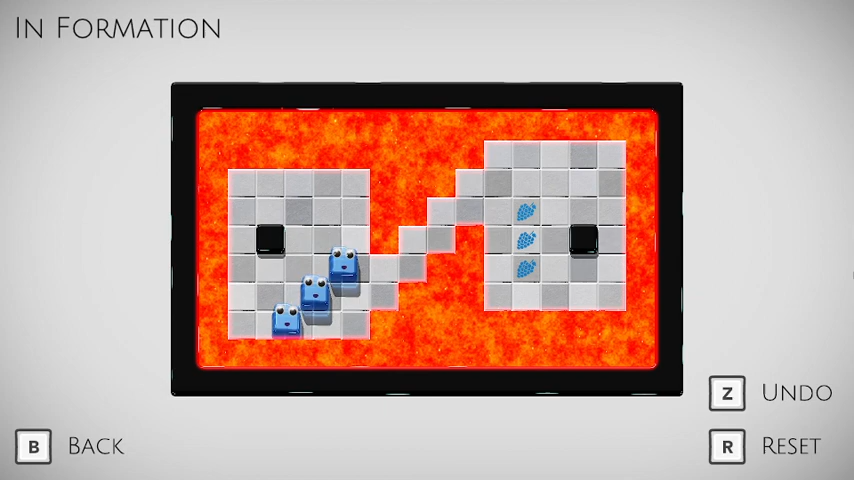 In Formation
Z Undo
B Back
R Reset